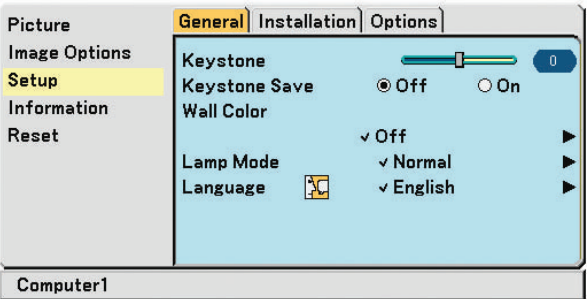 Picture
Image Options
Setup
Information
Reset
General Installation Options
Keystone 0
Keystone Save Off On
Wall Color
Off
Lamp Mode Normal
Language English
Computer1